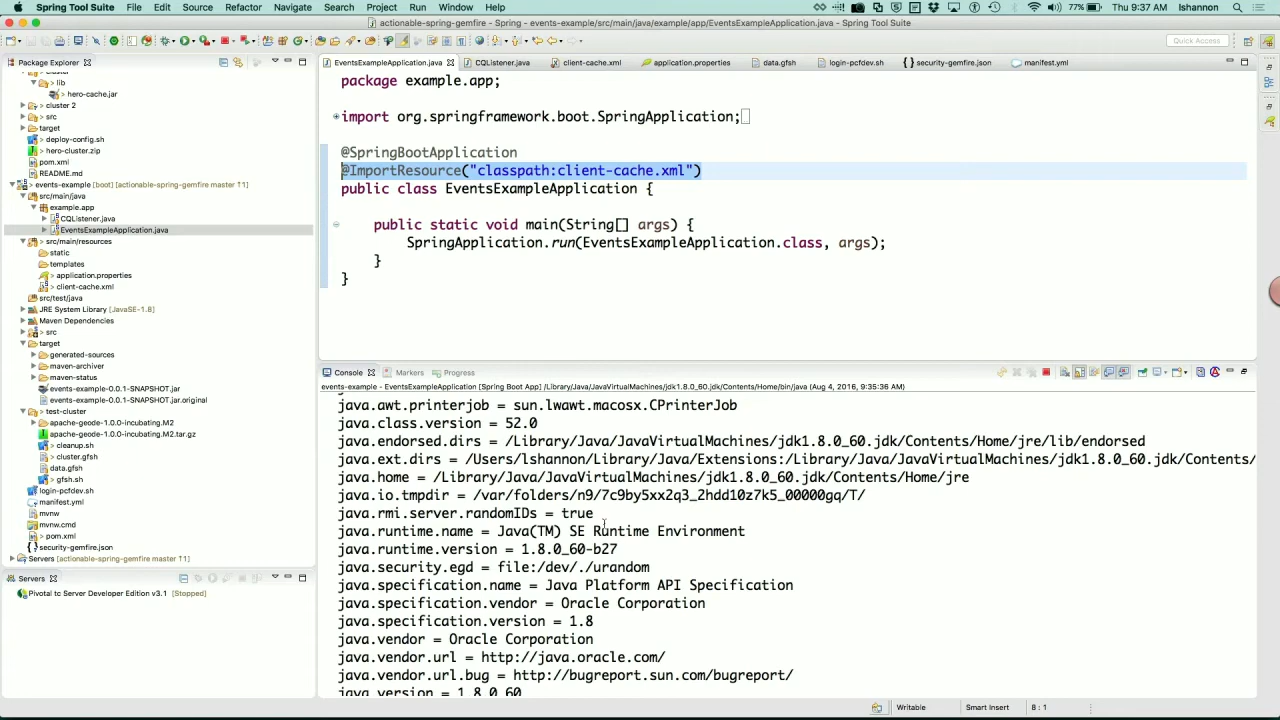 Spring Tool Suite File Edit Source Refactor Navigate Search Project Run Window Help 77% Thu 9:37 AM lshannon
actionable-spring-gemfire - Spring - events-example/src/main/java/example/app/EventsExampleApplication.java - Spring Tool Suite
Quick Access
Package Explorer
lib
hero-cache.jar
cluster 2
src
target
deploy-config.sh
hero-cluster.zip
pom.xml
README.md
events-example [boot] [actionable-spring-gemfire master ↑1]
src/main/java
example.app
CQListener.java
EventsExampleApplication.java
src/main/resources
static
templates
application.properties
client-cache.xml
src/test/java
JRE System Library [JavaSE-1.8]
Maven Dependencies
src
target
generated-sources
maven-archiver
maven-status
events-example-0.0.1-SNAPSHOT.jar
events-example-0.0.1-SNAPSHOT.jar.original
test-cluster
apache-geode-1.0.0-incubating.M2
apache-geode-1.0.0-incubating.M2.tar.gz
cleanup.sh
cluster.gfsh
data.gfsh
gfsh.sh
login-pcfdev.sh
manifest.yml
mvnw
mvnw.cmd
pom.xml
security-gemfire.json
Servers [actionable-spring-gemfire master ↑1]
Servers
Pivotal tc Server Developer Edition v3.1 [Stopped]
EventsExampleApplication.java CQListener.java client-cache.xml application.properties data.gfsh login-pcfdev.sh security-gemfire.json manifest.yml
package example.app;
import org.springframework.boot.SpringApplication;
@SpringBootApplication
@ImportResource("classpath:client-cache.xml")
public class EventsExampleApplication {
public static void main(String[] args) {
SpringApplication.run(EventsExampleApplication.class, args);
}
}
Console Markers Progress
events-example - EventsExampleApplication [Spring Boot App] /Library/Java/JavaVirtualMachines/jdk1.8.0_60.jdk/Contents/Home/bin/java (Aug 4, 2016, 9:35:36 AM)
java.awt.printerjob = sun.lwawt.macosx.CPrinterJob
java.class.version = 52.0
java.endorsed.dirs = /Library/Java/JavaVirtualMachines/jdk1.8.0_60.jdk/Contents/Home/jre/lib/endorsed
java.ext.dirs = /Users/lshannon/Library/Java/Extensions:/Library/Java/JavaVirtualMachines/jdk1.8.0_60.jdk/Contents/
java.home = /Library/Java/JavaVirtualMachines/jdk1.8.0_60.jdk/Contents/Home/jre
java.io.tmpdir = /var/folders/n9/7c9by5xx2q3_2hdd10z7k5_00000gq/T/
java.rmi.server.randomIDs = true
java.runtime.name = Java(TM) SE Runtime Environment
java.runtime.version = 1.8.0_60-b27
java.security.egd = file:/dev/./urandom
java.specification.name = Java Platform API Specification
java.specification.vendor = Oracle Corporation
java.specification.version = 1.8
java.vendor = Oracle Corporation
java.vendor.url = http://java.oracle.com/
java.vendor.url.bug = http://bugreport.sun.com/bugreport/
java.version = 1.8.0_60
Writable Smart Insert 8 : 1